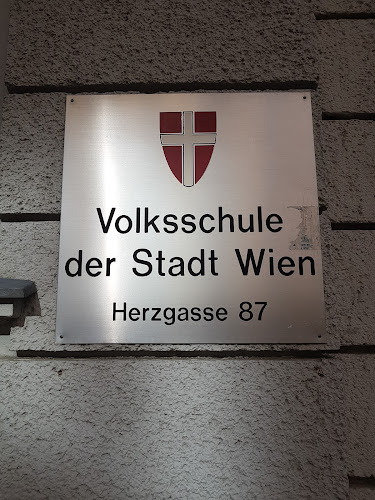 Volksschule
der Stadt Wien
Herzgasse 87